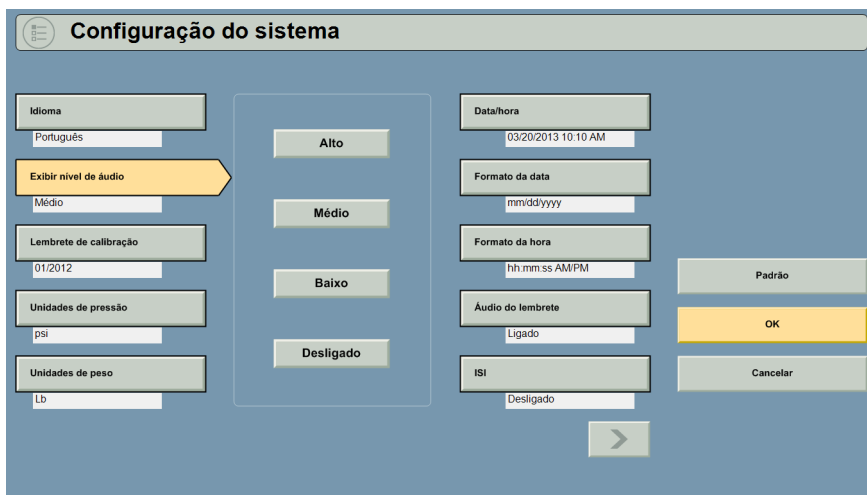 Configuração do sistema
Idioma
Português
Exibir nível de áudio
Médio
Lembrete de calibração
01/2012
Unidades de pressão
psi
Unidades de peso
Lb
Alto
Médio
Baixo
Desligado
Data/hora
03/20/2013 10:10 AM
Formato da data
mm/dd/yyyy
Formato da hora
hh:mm:ss AM/PM
Áudio do lembrete
Ligado
ISI
Desligado
Padrão
OK
Cancelar